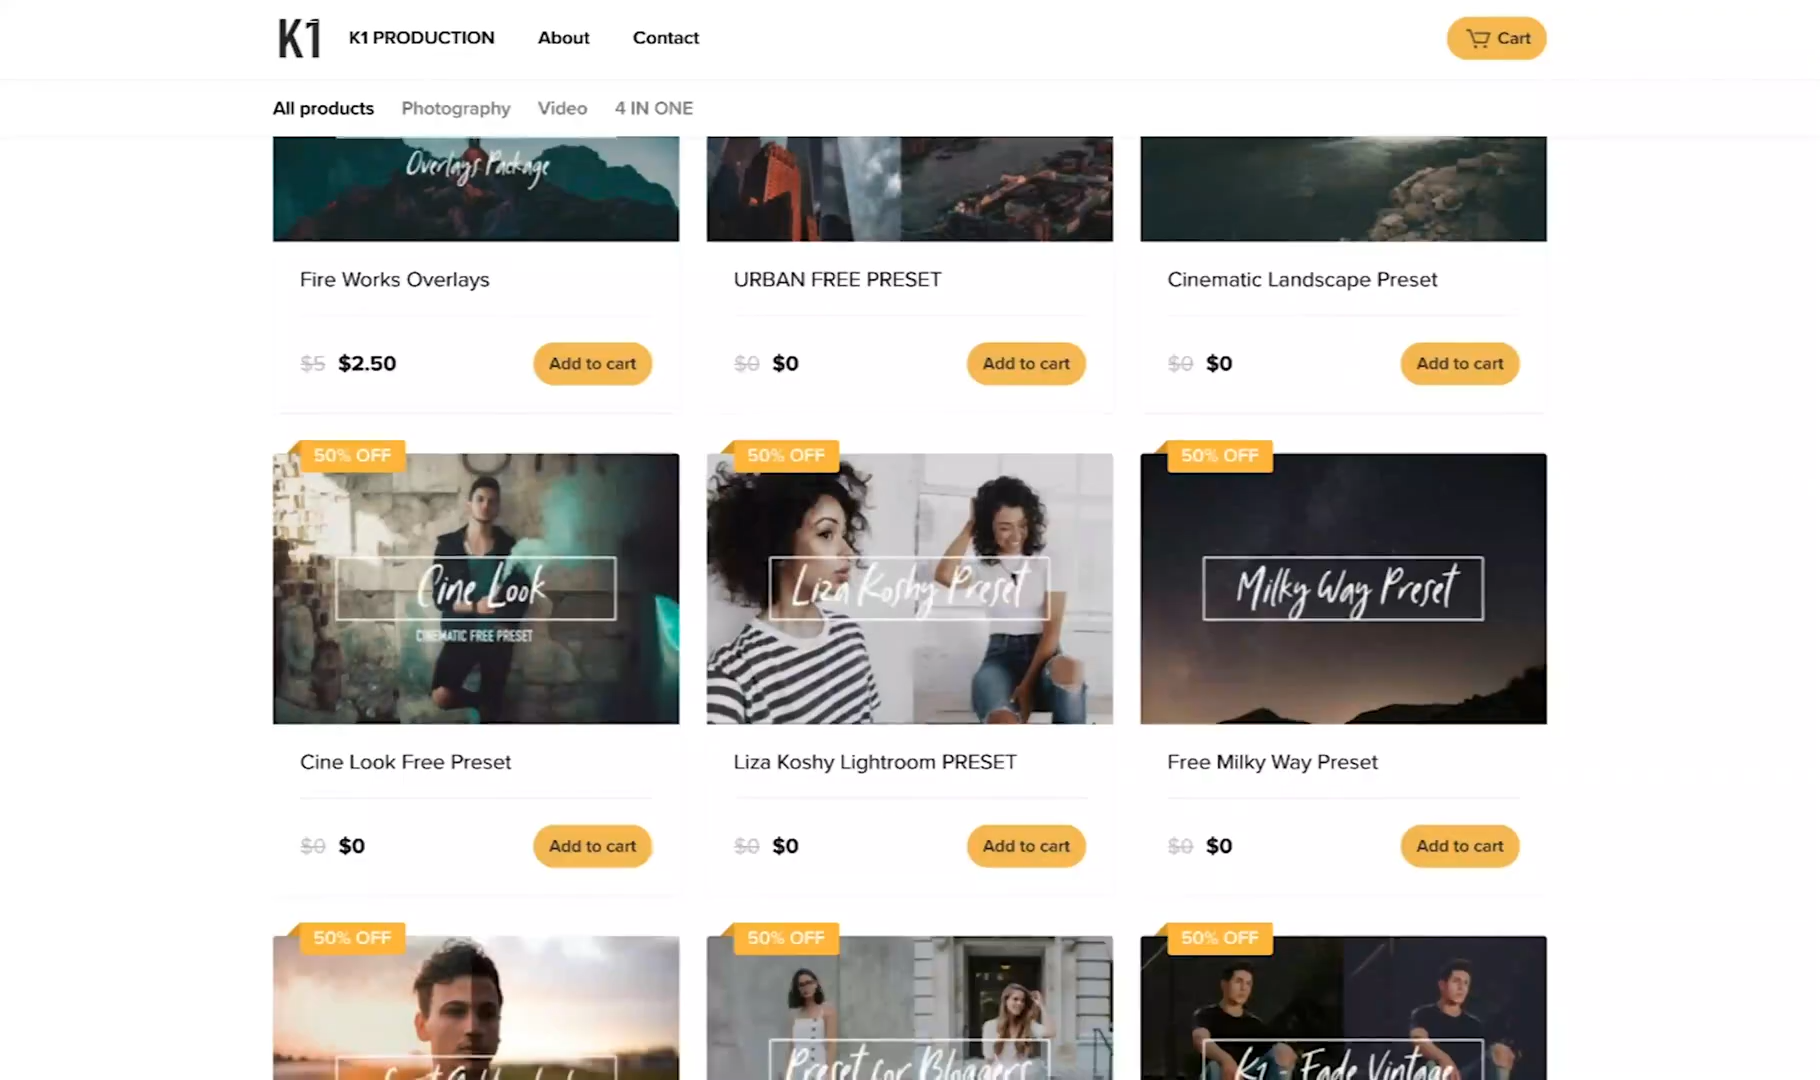 K1 K1 PRODUCTION About Contact Cart
All products Photography Video 4 IN ONE
Overlays Package
Fire Works Overlays URBAN FREE PRESET Cinematic Landscape Preset
$5 $2.50 Add to cart $0 $0 Add to cart $0 $0 Add to cart
50% OFF 50% OFF 50% OFF
Cine Look Liza Koshy Preset Milky Way Preset
CINEMATIC FREE PRESET
Cine Look Free Preset Liza Koshy Lightroom PRESET Free Milky Way Preset
$0 $0 Add to cart $0 $0 Add to cart $0 $0 Add to cart
50% OFF 50% OFF 50% OFF
Preset for Bloggers K1 - Fade Vintage